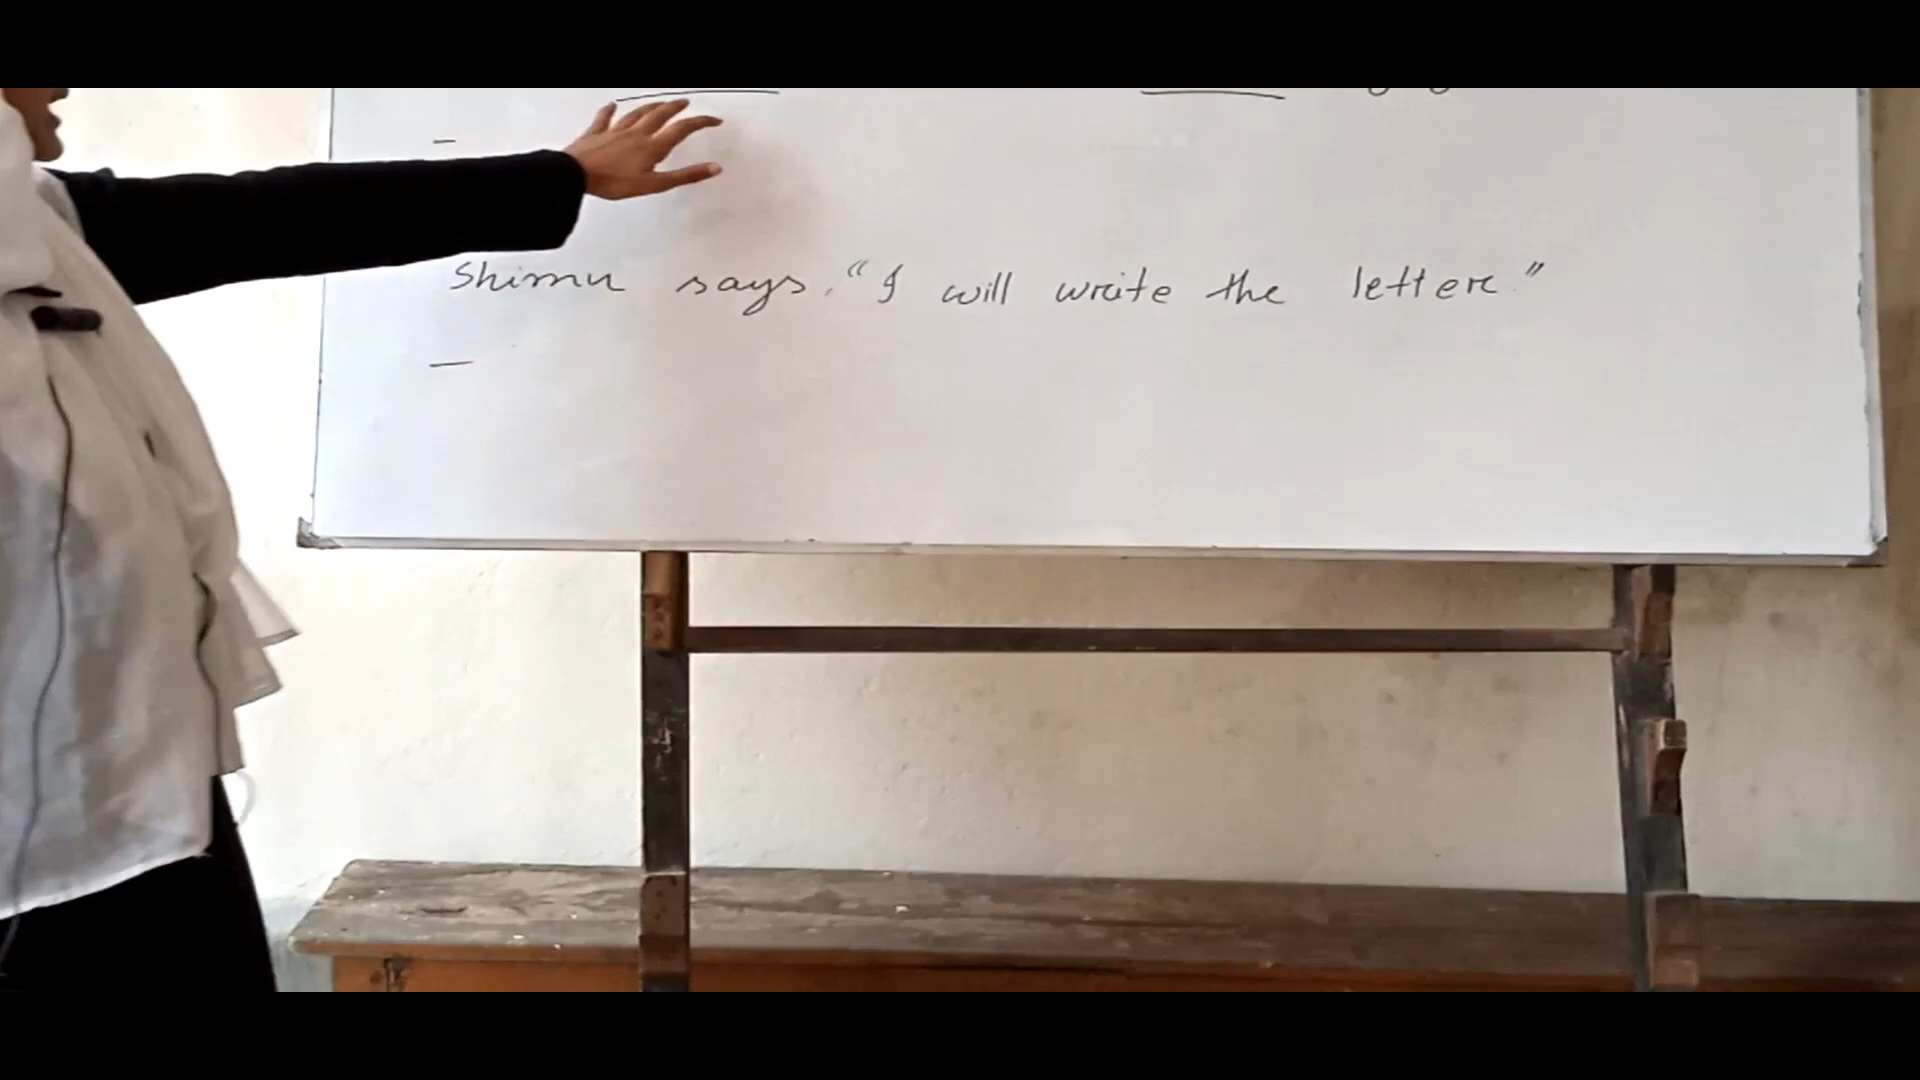 -
Shimu says, "I will write the letter."
-